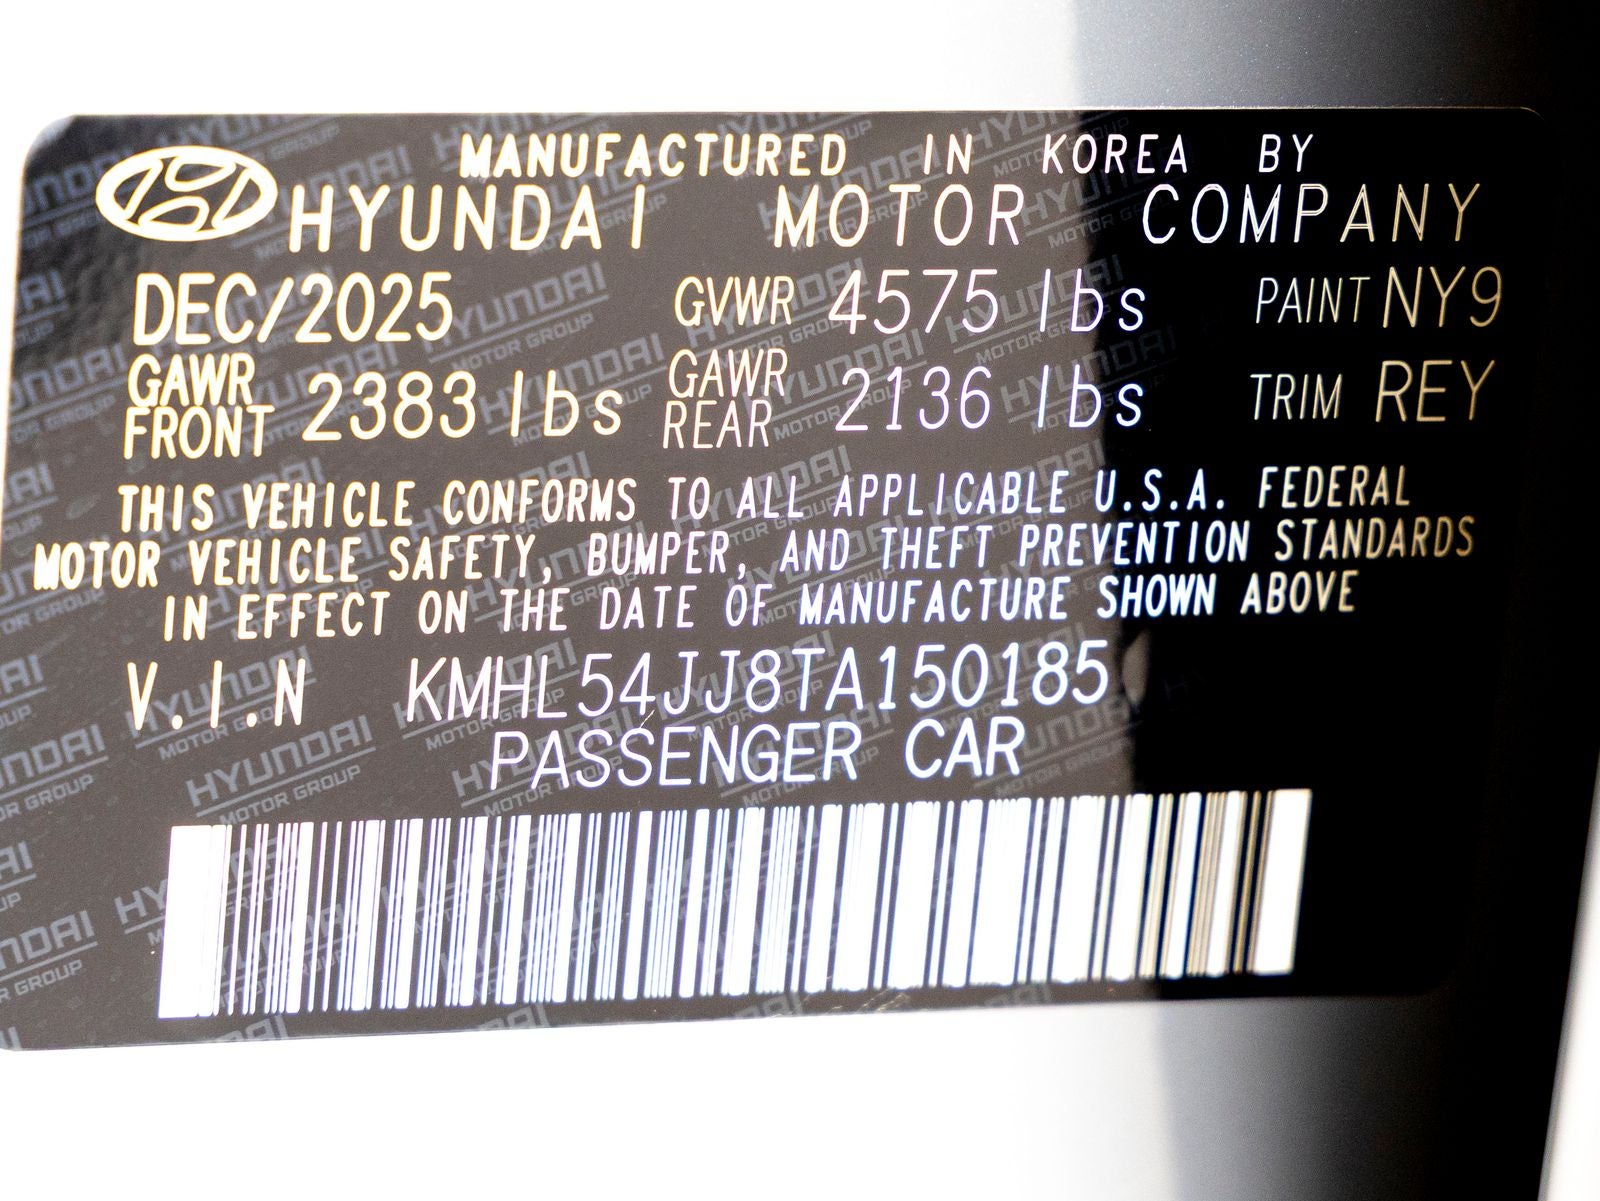 MANUFACTURED IN KOREA BY
HYUNDAI MOTOR COMPANY
DEC/2025 GVWR 4575 lbs PAINT NY9
GAWR FRONT 2383 lbs GAWR REAR 2136 lbs TRIM REY
THIS VEHICLE CONFORMS TO ALL APPLICABLE U.S.A. FEDERAL
MOTOR VEHICLE SAFETY, BUMPER, AND THEFT PREVENTION STANDARDS
IN EFFECT ON THE DATE OF MANUFACTURE SHOWN ABOVE
V.I.N KMHL54JJ8TA150185
PASSENGER CAR